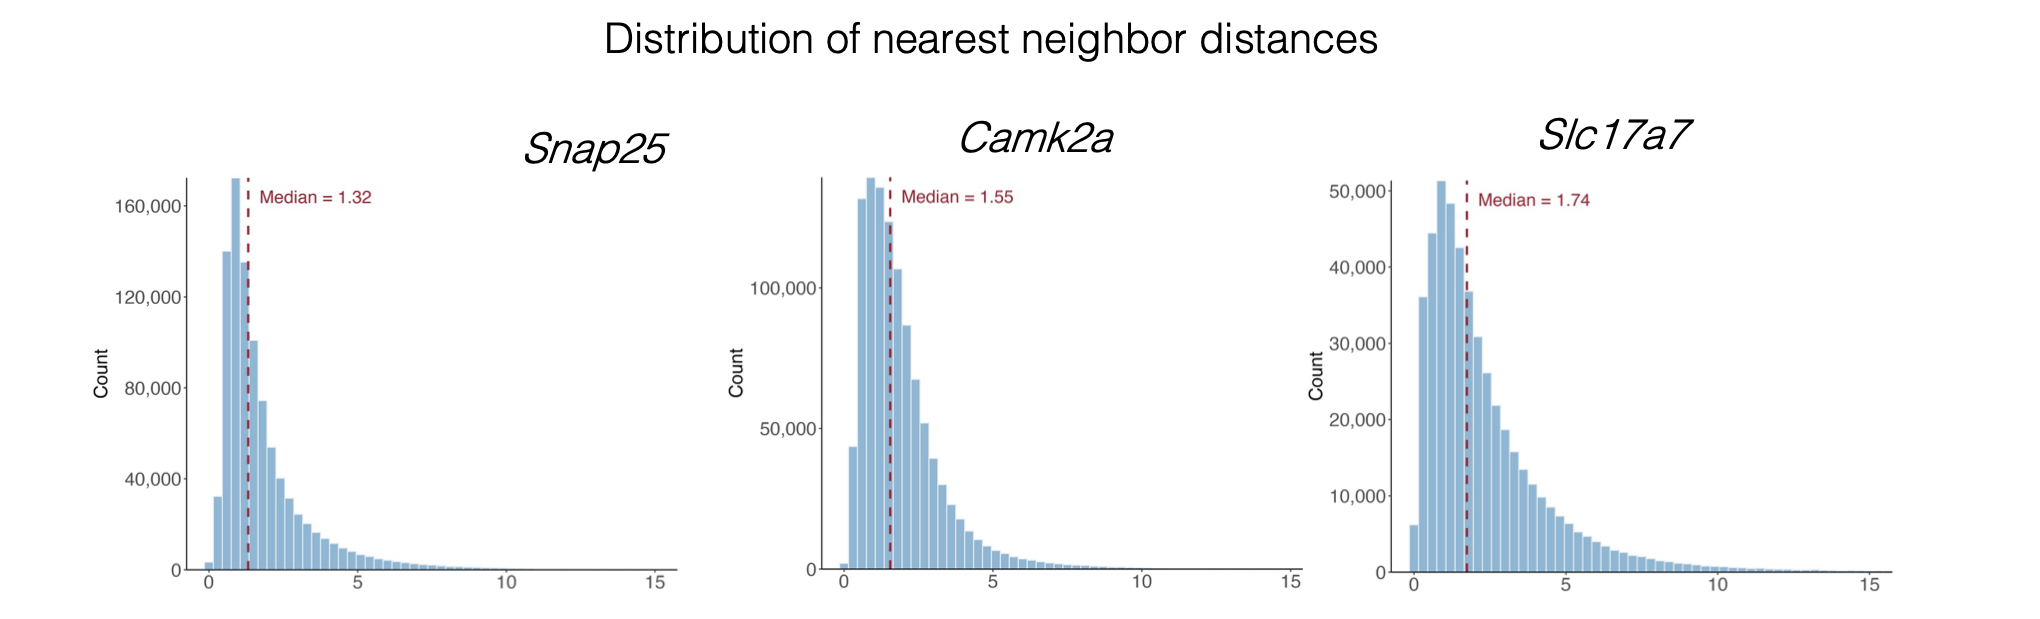 Distribution of nearest neighbor distances
Snap25
Median = 1.32
Count
160,000
120,000
80,000
40,000
0
0 5 10 15
Camk2a
Median = 1.55
Count
100,000
50,000
0
0 5 10 15
Slc17a7
Median = 1.74
Count
50,000
40,000
30,000
20,000
10,000
0
0 5 10 15